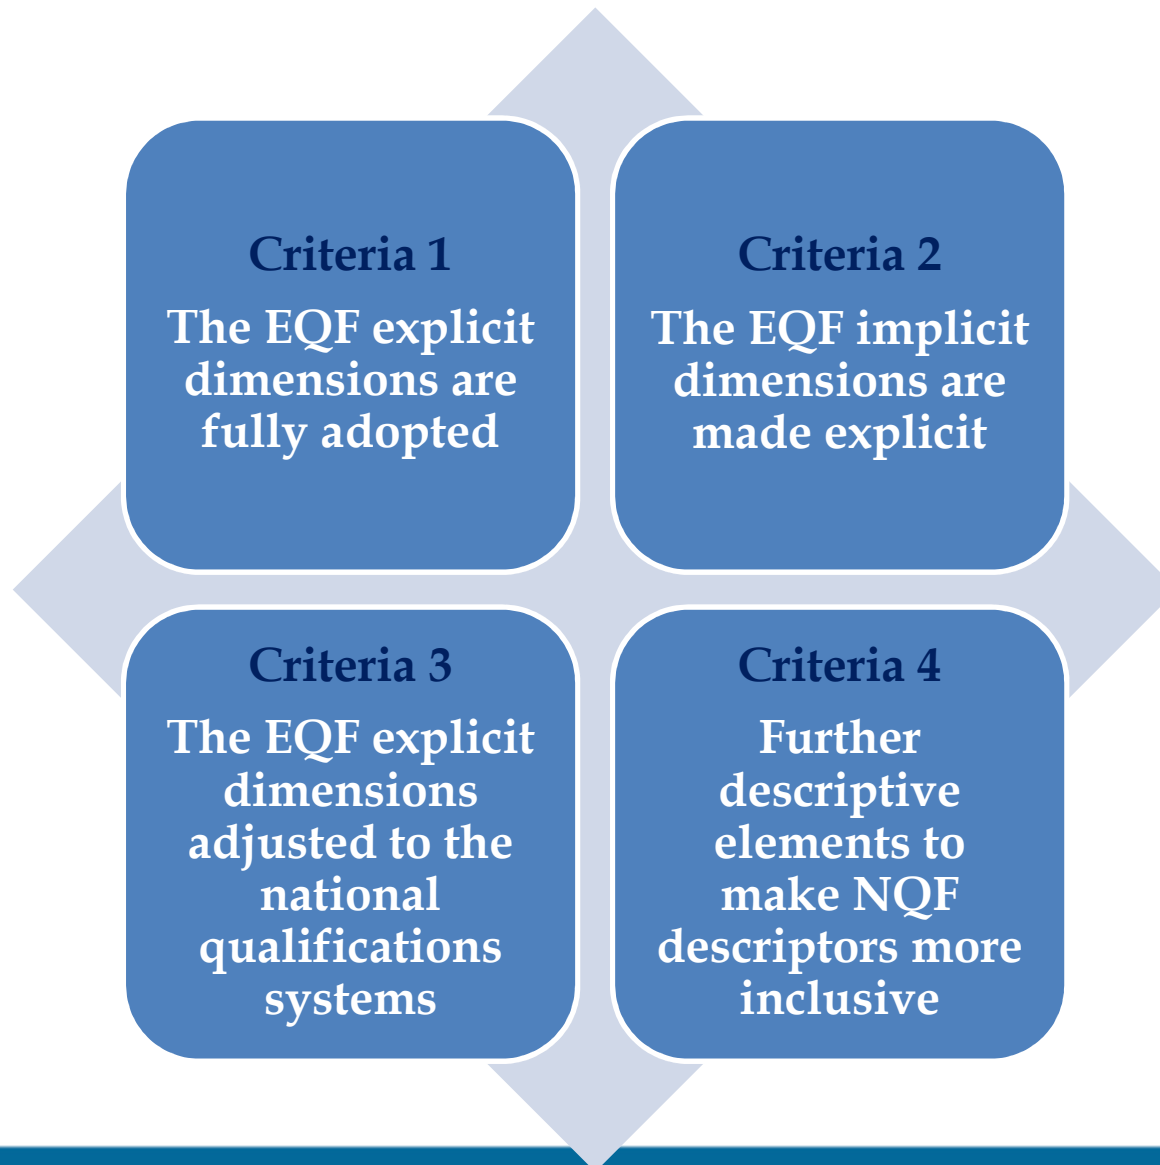 Criteria 1
The EQF explicit
dimensions are
fully adopted
Criteria 2
The EQF implicit
dimensions are
made explicit
Criteria 3
The EQF explicit
dimensions
adjusted to the
national
qualifications
systems
Criteria 4
Further
descriptive
elements to
make NQF
descriptors more
inclusive